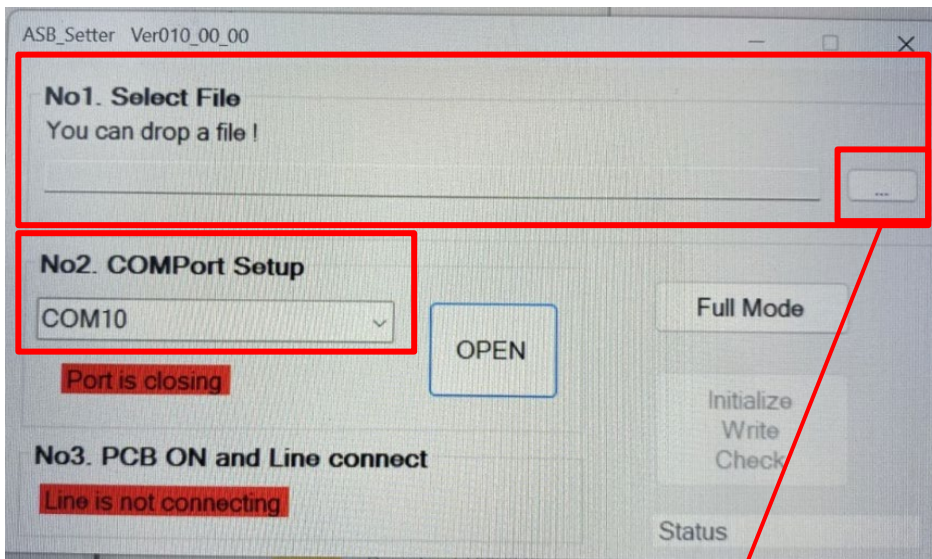 ASB_Setter Ver010_00_00
No1. Select File
You can drop a file !
...
No2. COMPort Setup
COM10
OPEN
Full Mode
Port is closing
Initialize
Write
Check
No3. PCB ON and Line connect
Line is not connecting
Status